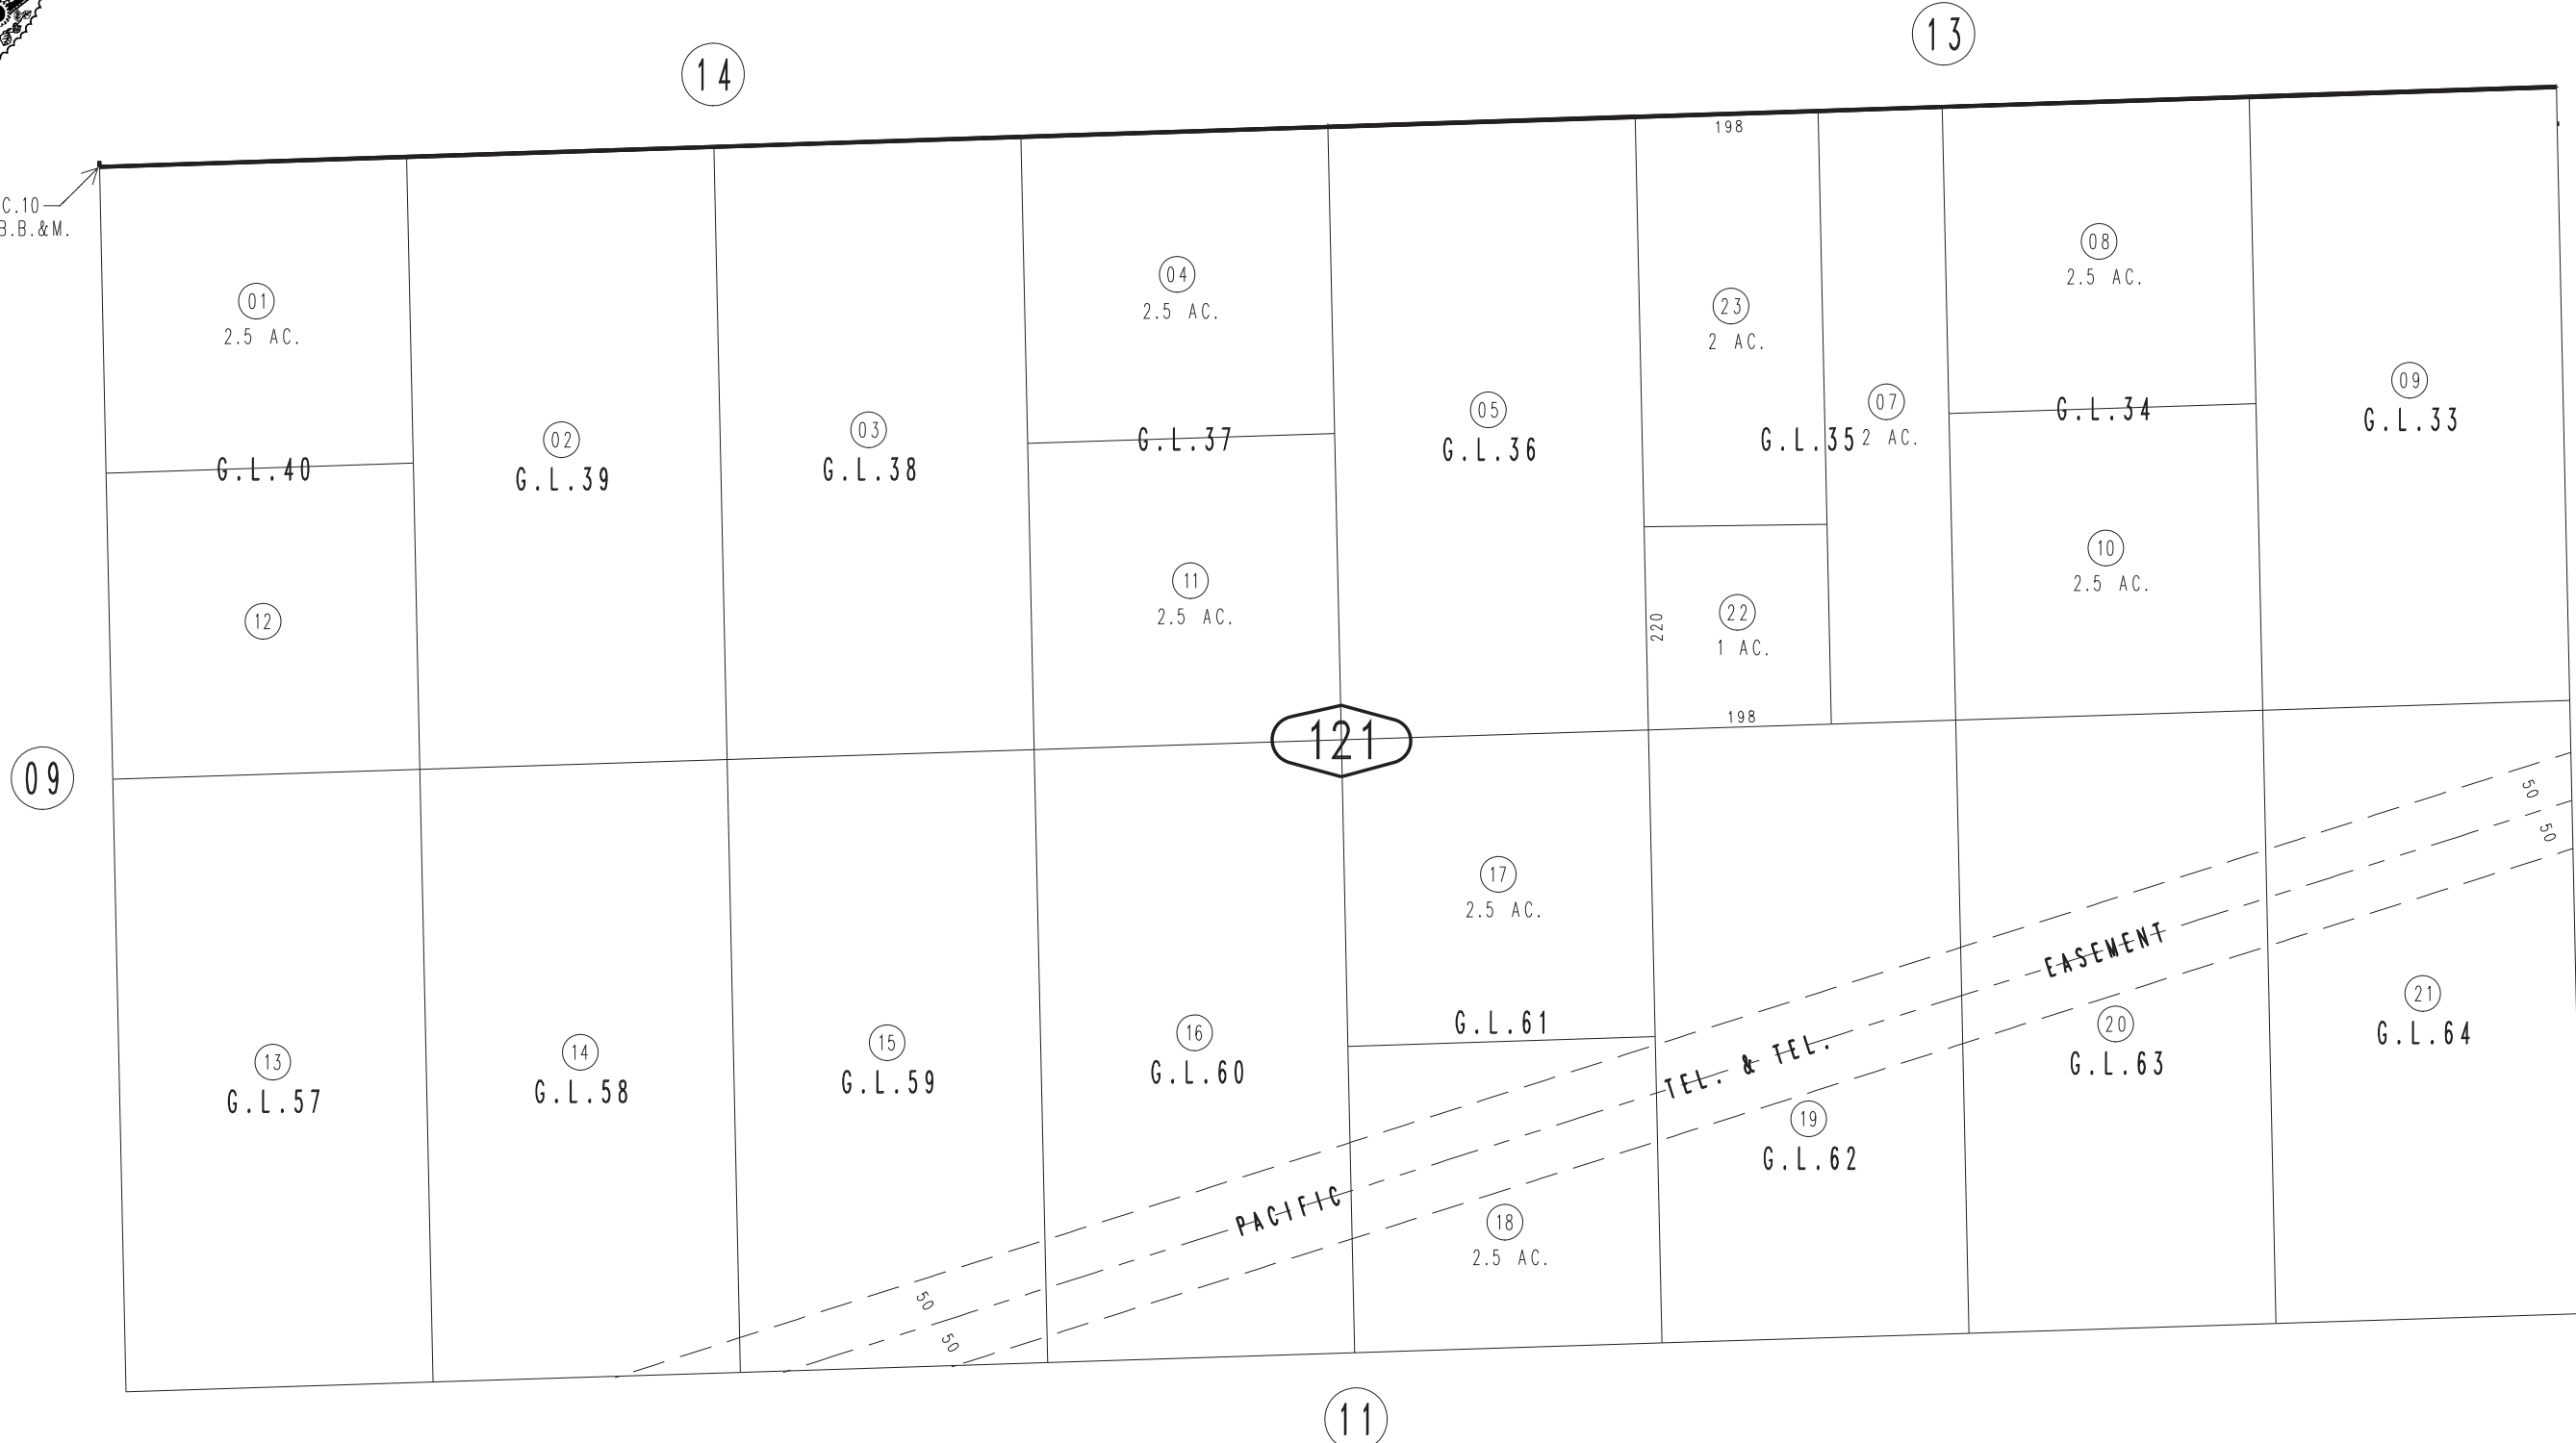 14
13
C.10
B.B.&M.
198
01
2.5 AC.
G.L.40
12
02
G.L.39
03
G.L.38
04
2.5 AC.
G.L.37
11
2.5 AC.
05
G.L.36
23
2 AC.
G.L.35
07
2 AC.
22
1 AC.
220
198
08
2.5 AC.
G.L.34
10
2.5 AC.
09
G.L.33
121
09
13
G.L.57
14
G.L.58
15
G.L.59
16
G.L.60
17
2.5 AC.
G.L.61
18
2.5 AC.
19
G.L.62
20
G.L.63
21
G.L.64
PACIFIC TEL. & TEL. EASEMENT
50
50
50
50
11